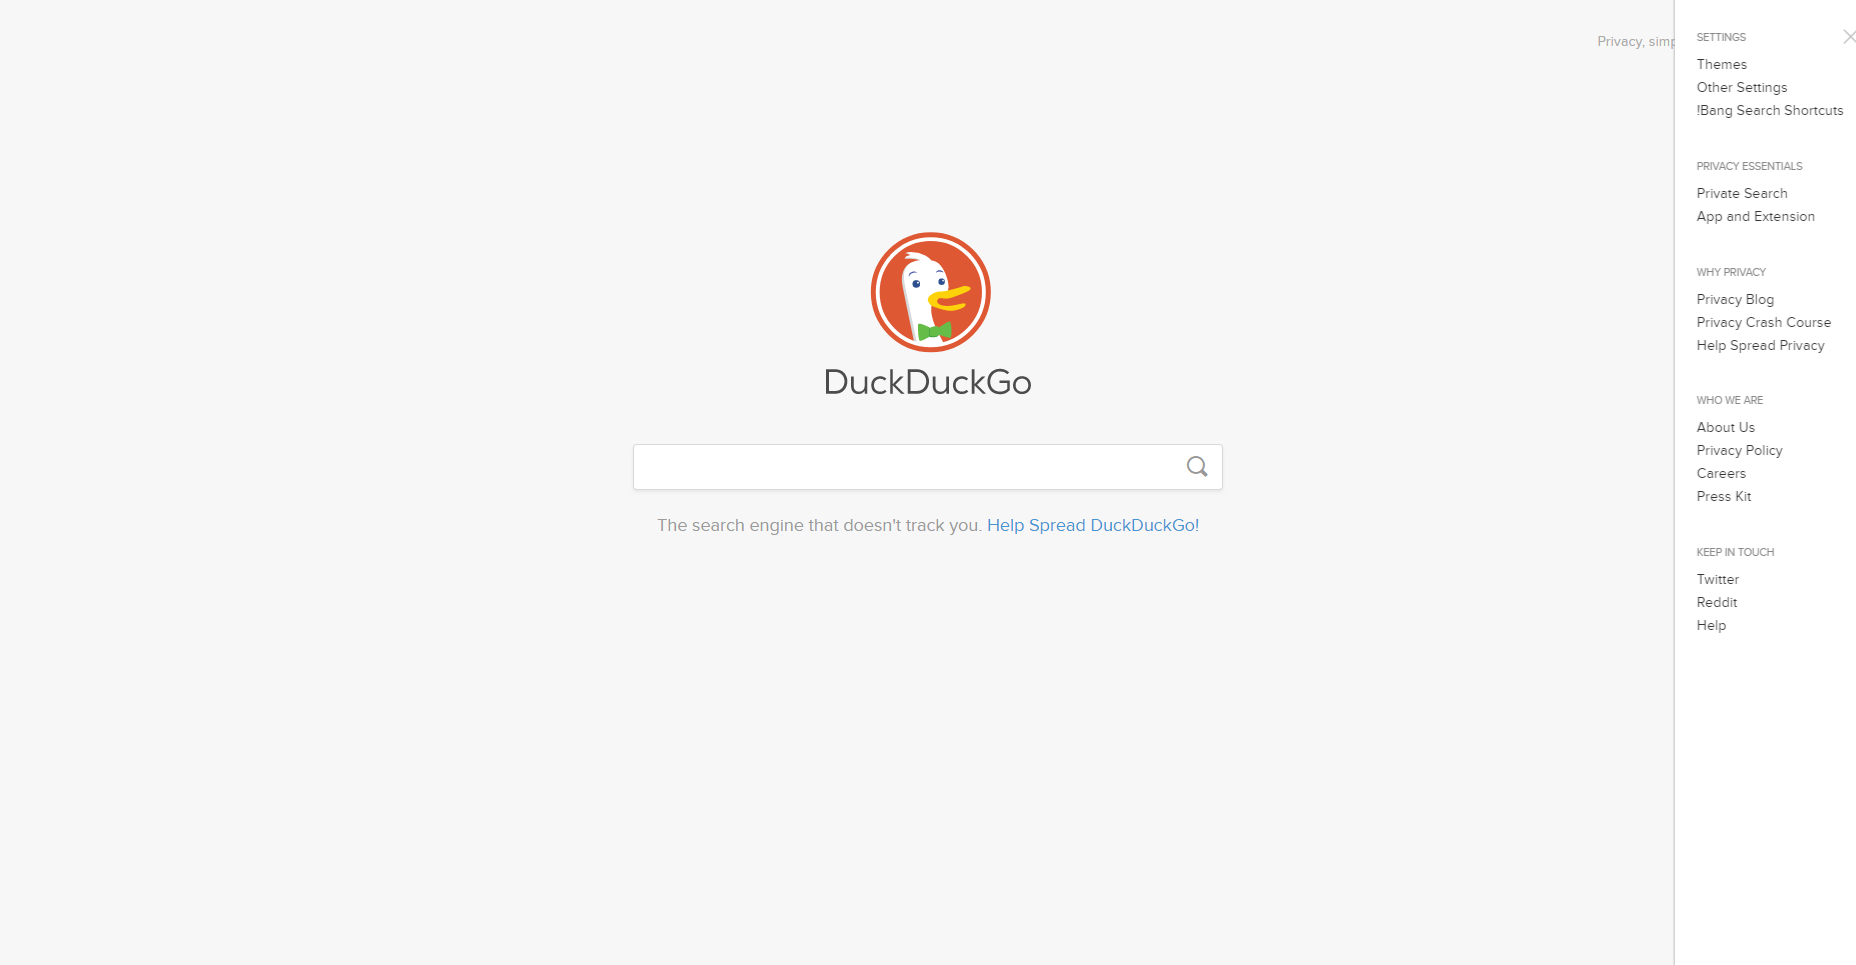 Privacy, simp
DuckDuckGo
The search engine that doesn't track you. Help Spread DuckDuckGo!
SETTINGS
Themes
Other Settings
!Bang Search Shortcuts
PRIVACY ESSENTIALS
Private Search
App and Extension
WHY PRIVACY
Privacy Blog
Privacy Crash Course
Help Spread Privacy
WHO WE ARE
About Us
Privacy Policy
Careers
Press Kit
KEEP IN TOUCH
Twitter
Reddit
Help